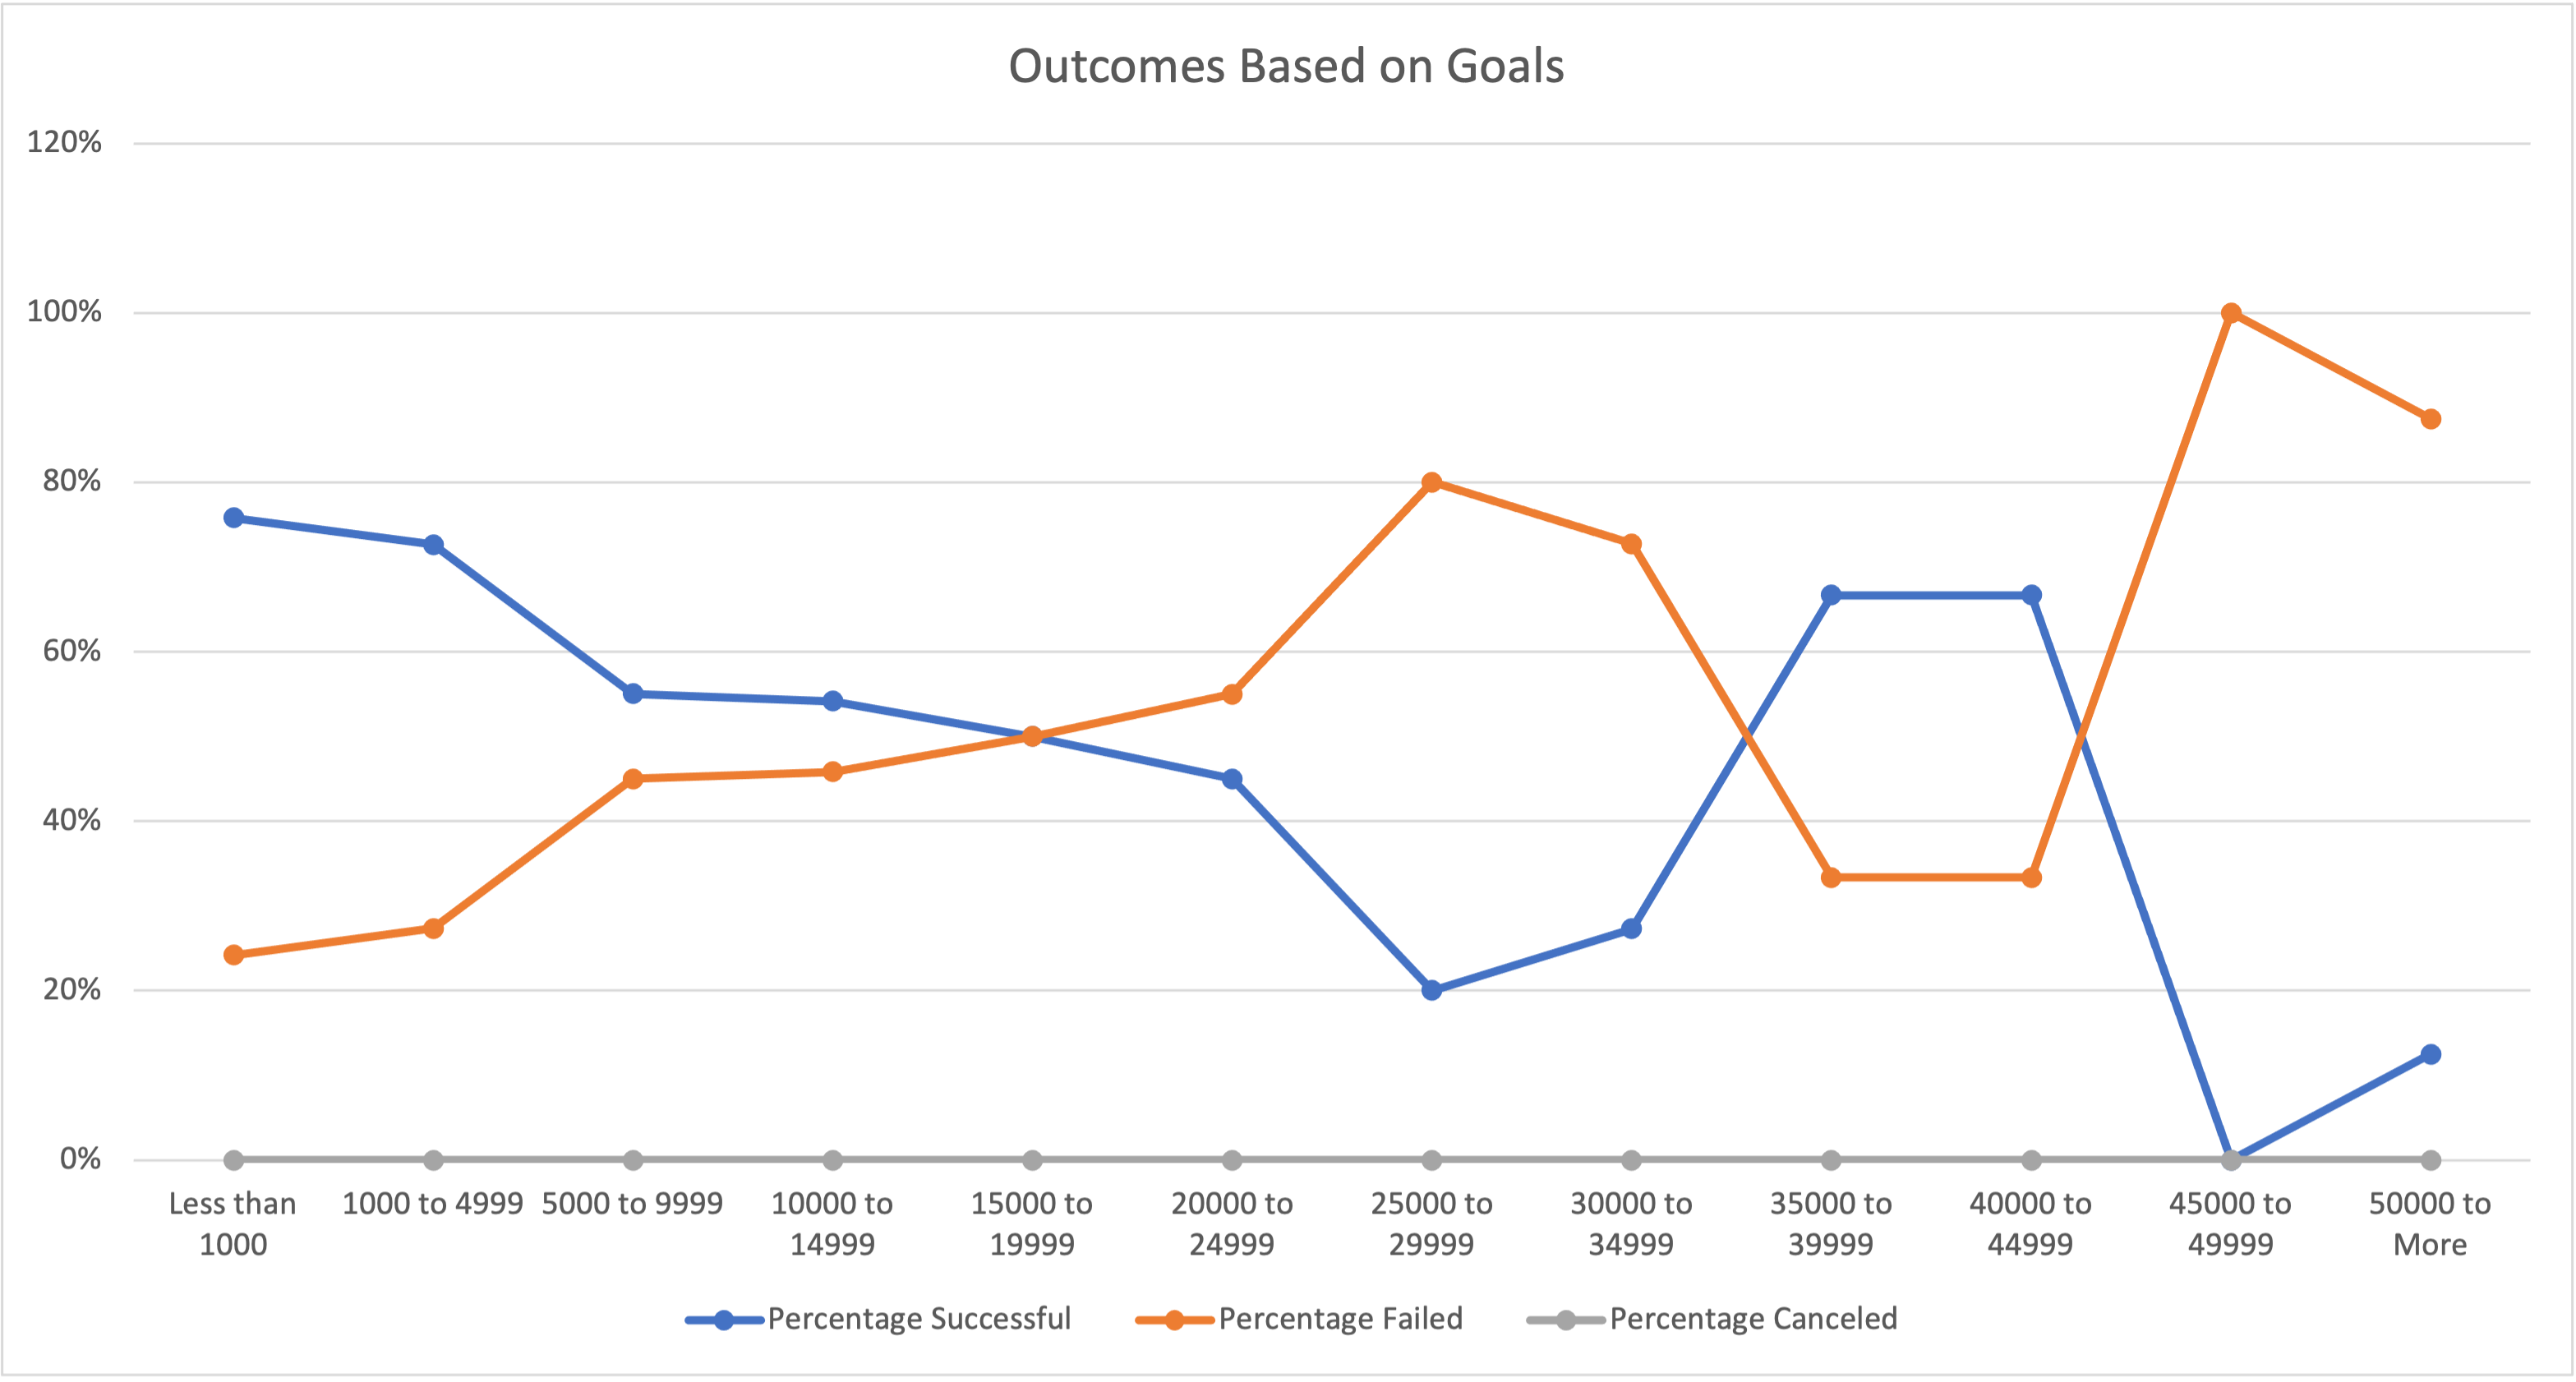 Outcomes Based on Goals
120%
100%
80%
60%
40%
20%
0%
Less than
1000
1000 to 4999
5000 to 9999
10000 to
14999
15000 to
19999
20000 to
24999
25000 to
29999
30000 to
34999
35000 to
39999
40000 to
44999
45000 to
49999
50000 to
More
Percentage Successful
Percentage Failed
Percentage Canceled